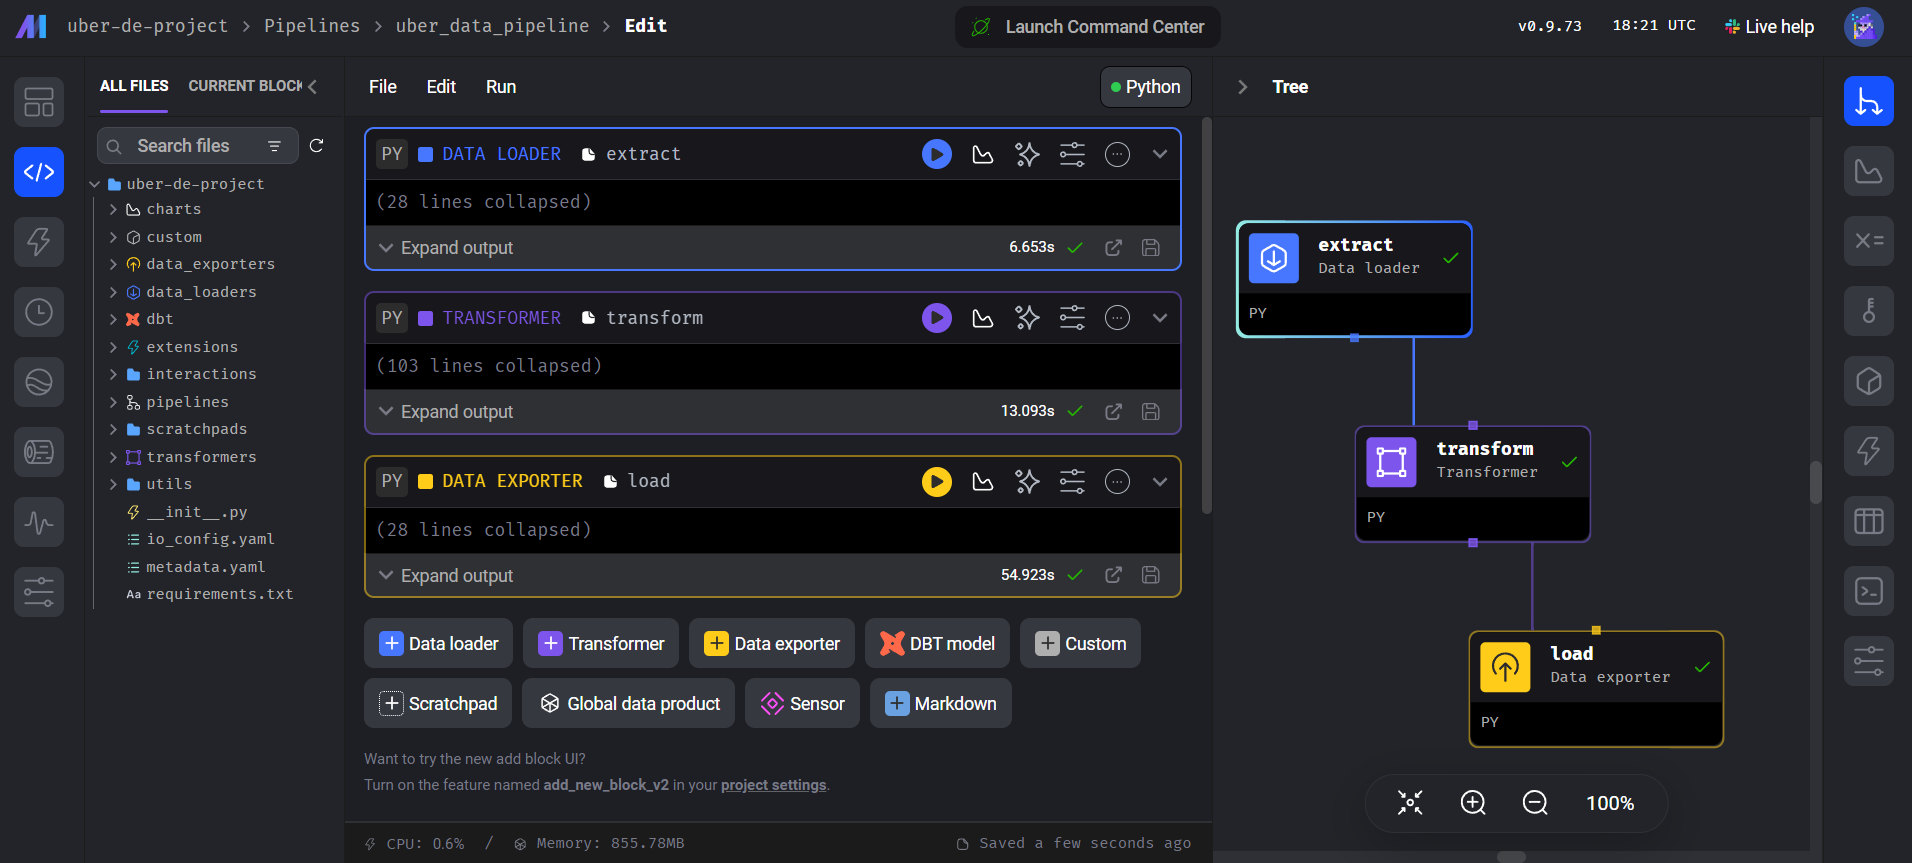 uber-de-project > Pipelines > uber_data_pipeline > Edit
Launch Command Center
v0.9.73 18:21 UTC Live help
ALL FILES CURRENT BLOCK
Search files
uber-de-project
charts
custom
data_exporters
data_loaders
dbt
extensions
interactions
pipelines
scratchpads
transformers
utils
__init__.py
io_config.yaml
metadata.yaml
Aa requirements.txt
File Edit Run Python
PY DATA LOADER extract
(28 lines collapsed)
Expand output 6.653s
PY TRANSFORMER transform
(103 lines collapsed)
Expand output 13.093s
PY DATA EXPORTER load
(28 lines collapsed)
Expand output 54.923s
Data loader Transformer Data exporter DBT model Custom
Scratchpad Global data product Sensor Markdown
Want to try the new add block UI?
Turn on the feature named add_new_block_v2 in your project settings.
CPU: 0.6% / Memory: 855.78MB Saved a few seconds ago
Tree
extract
Data loader
PY
transform
Transformer
PY
load
Data exporter
PY
100%